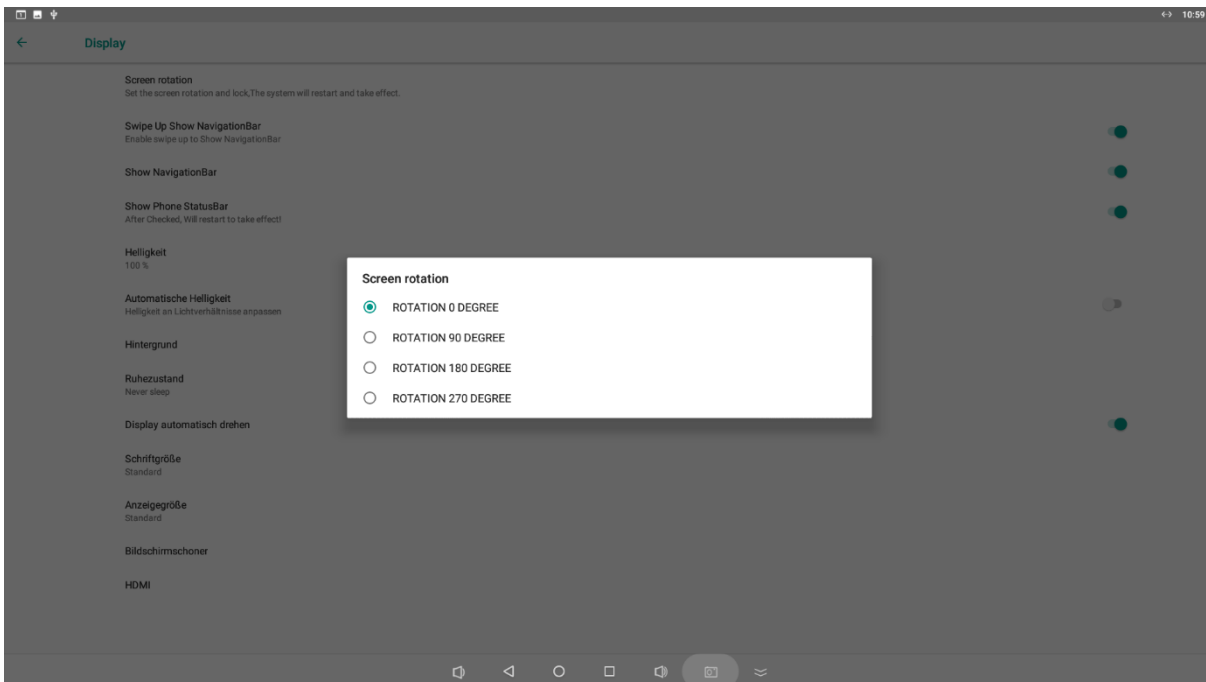 10:59
Display
Screen rotation
Set the screen rotation and lock,The system will restart and take effect.
Swipe Up Show NavigationBar
Enable swipe up to Show NavigationBar
Show NavigationBar
Show Phone StatusBar
After Checked, Will restart to take effect!
Helligkeit
100 %
Automatische Helligkeit
Helligkeit an Lichtverhältnisse anpassen
Hintergrund
Ruhezustand
Never sleep
Display automatisch drehen
Schriftgröße
Standard
Anzeigegröße
Standard
Bildschirmschoner
HDMI
Screen rotation
ROTATION 0 DEGREE
ROTATION 90 DEGREE
ROTATION 180 DEGREE
ROTATION 270 DEGREE